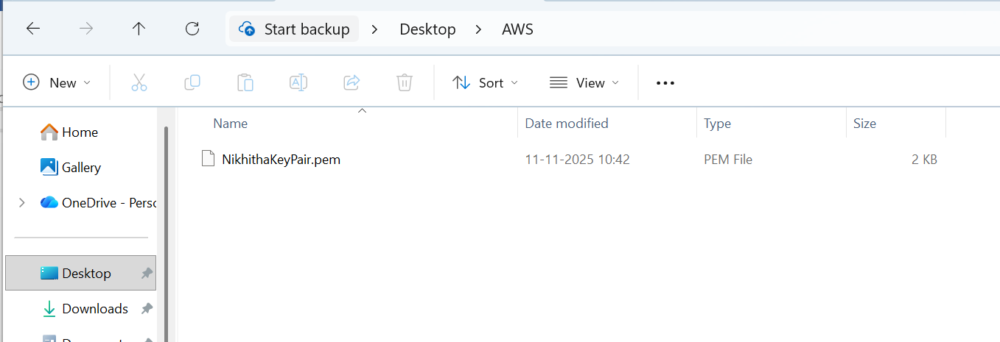 Start backup > Desktop > AWS
New Sort View
Home
Gallery
OneDrive - Perso
Desktop
Downloads
Name Date modified Type Size
NikhithaKeyPair.pem 11-11-2025 10:42 PEM File 2 KB